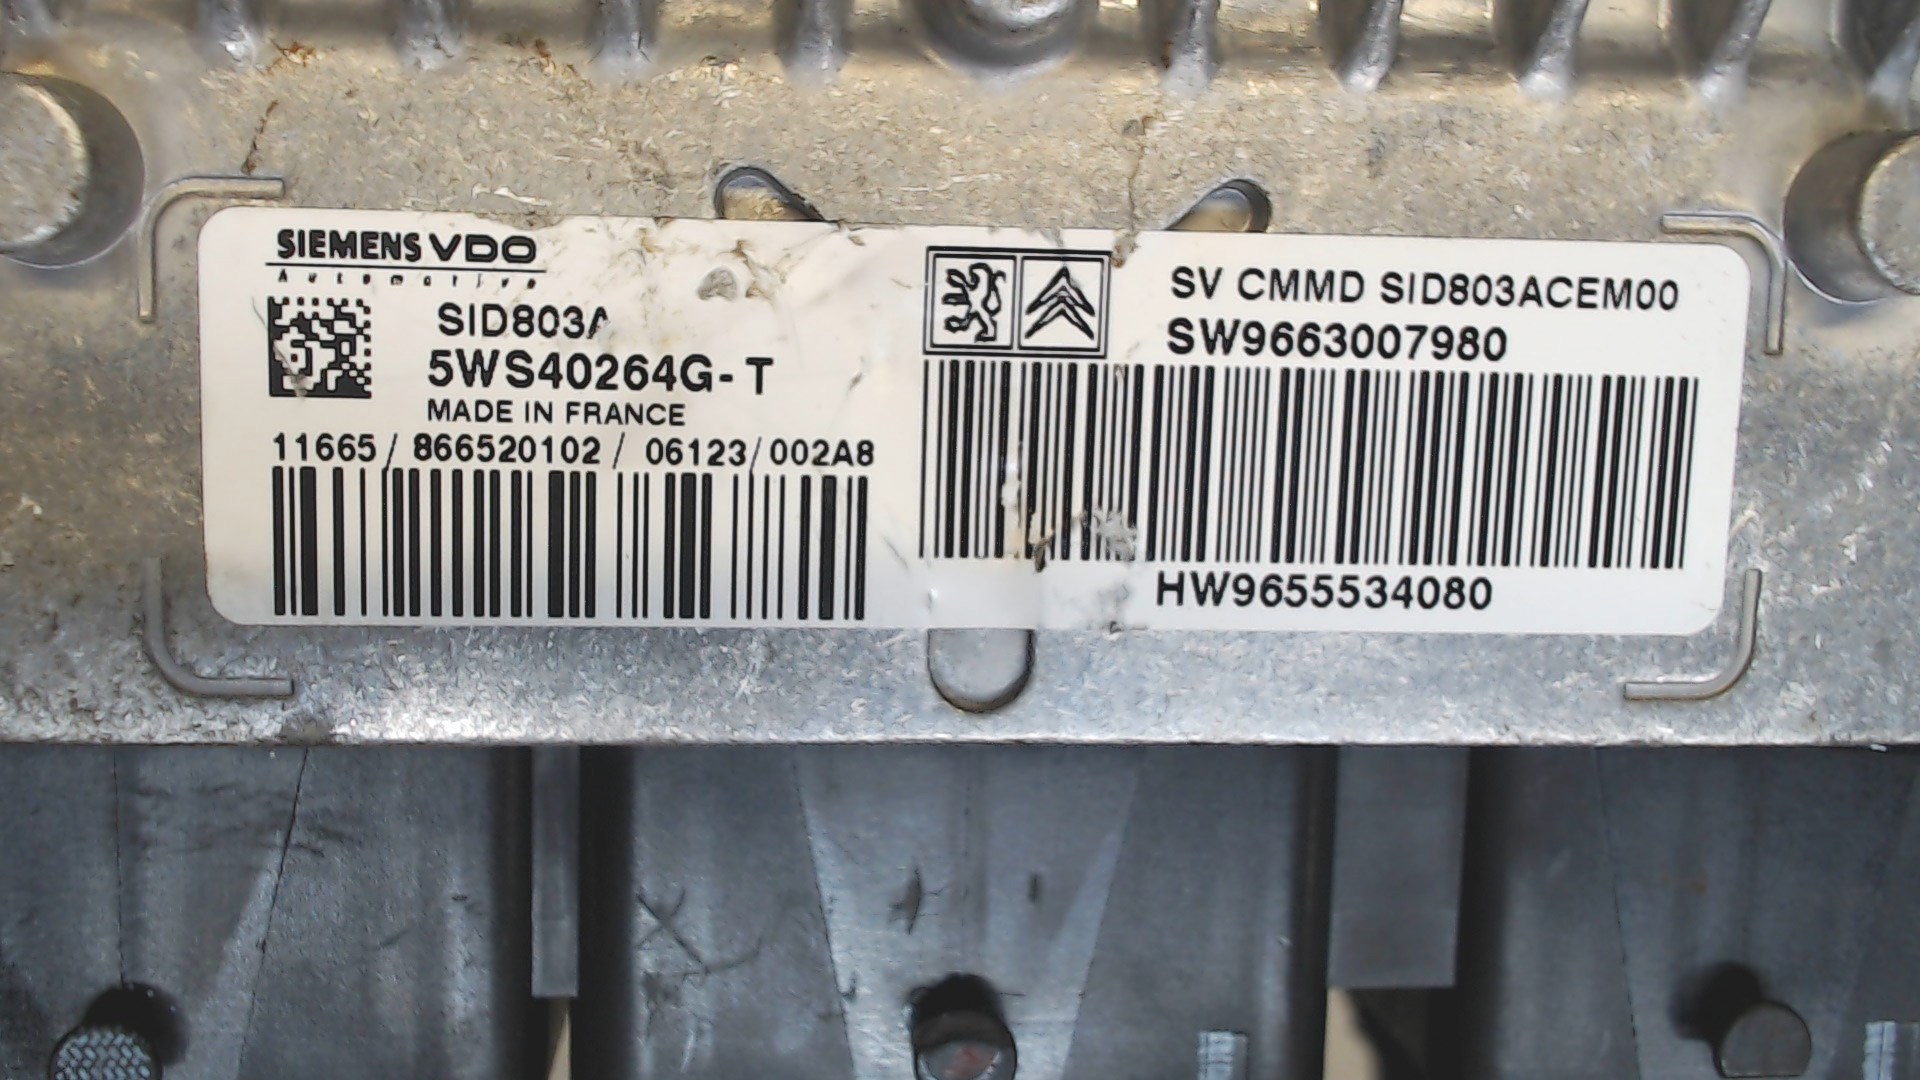 SIEMENS VDO
Automotive
SID803A
5WS40264G-T
MADE IN FRANCE
11665/866520102/ 06123/002A8
SV CMMD SID803ACEM00
SW9663007980
HW9655534080